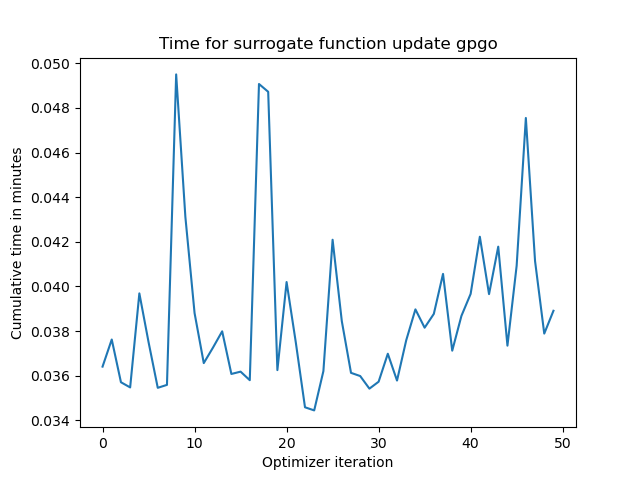 Time for surrogate function update gpgo
0.050
0.048
0.046
0.044
0.042
0.040
0.038
0.036
0.034
Cumulative time in minutes
0 10 20 30 40 50
Optimizer iteration